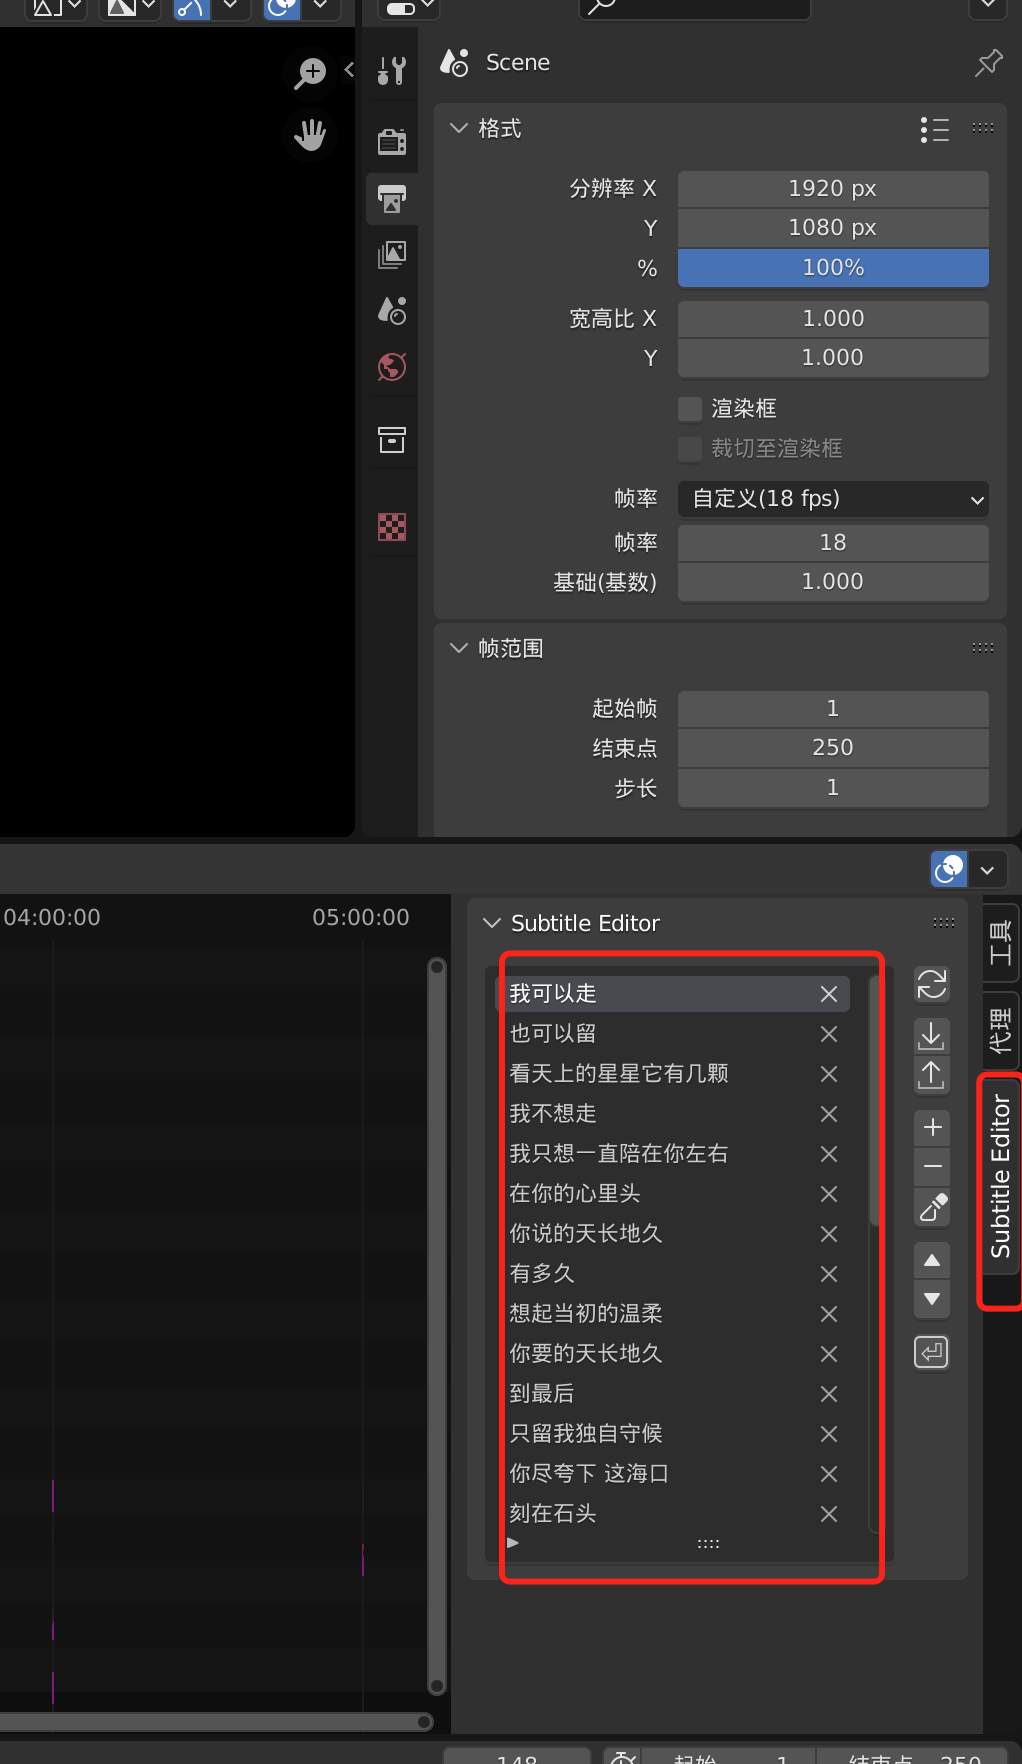 Scene
格式
分辨率 X 1920 px
Y 1080 px
% 100%
宽高比 X 1.000
Y 1.000
渲染框
裁切至渲染框
帧率 自定义(18 fps)
帧率 18
基础(基数) 1.000
帧范围
起始帧 1
结束点 250
步长 1
04:00:00 05:00:00
Subtitle Editor
工具
代理
Subtitle Editor
我可以走
也可以留
看天上的星星它有几颗
我不想走
我只想一直陪在你左右
在你的心里头
你说的天长地久
有多久
想起当初的温柔
你要的天长地久
到最后
只留我独自守候
你尽夸下 这海口
刻在石头
148 起始 1 结束点 250